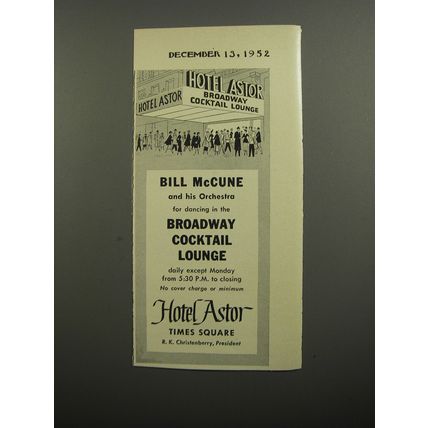 DECEMBER 13, 1952
HOTEL ASTOR
HOTEL ASTOR
BROADWAY
COCKTAIL LOUNGE
BILL McCUNE
and his Orchestra
for dancing in the
BROADWAY
COCKTAIL
LOUNGE
daily except Monday
from 5:30 P.M. to closing
No cover charge or minimum
Hotel Astor
TIMES SQUARE
R. K. Christenberry, President